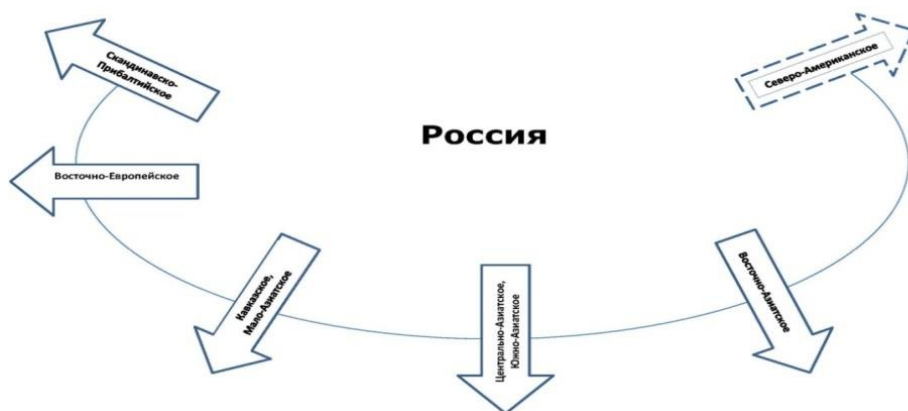 Скандинавско-
Прибалтийское
Северо-Американское
Россия
Восточно-Европейское
Кавказское,
Мало-Азиатское
Центрально-Азиатское,
Южно-Азиатское
Восточно-Азиатское